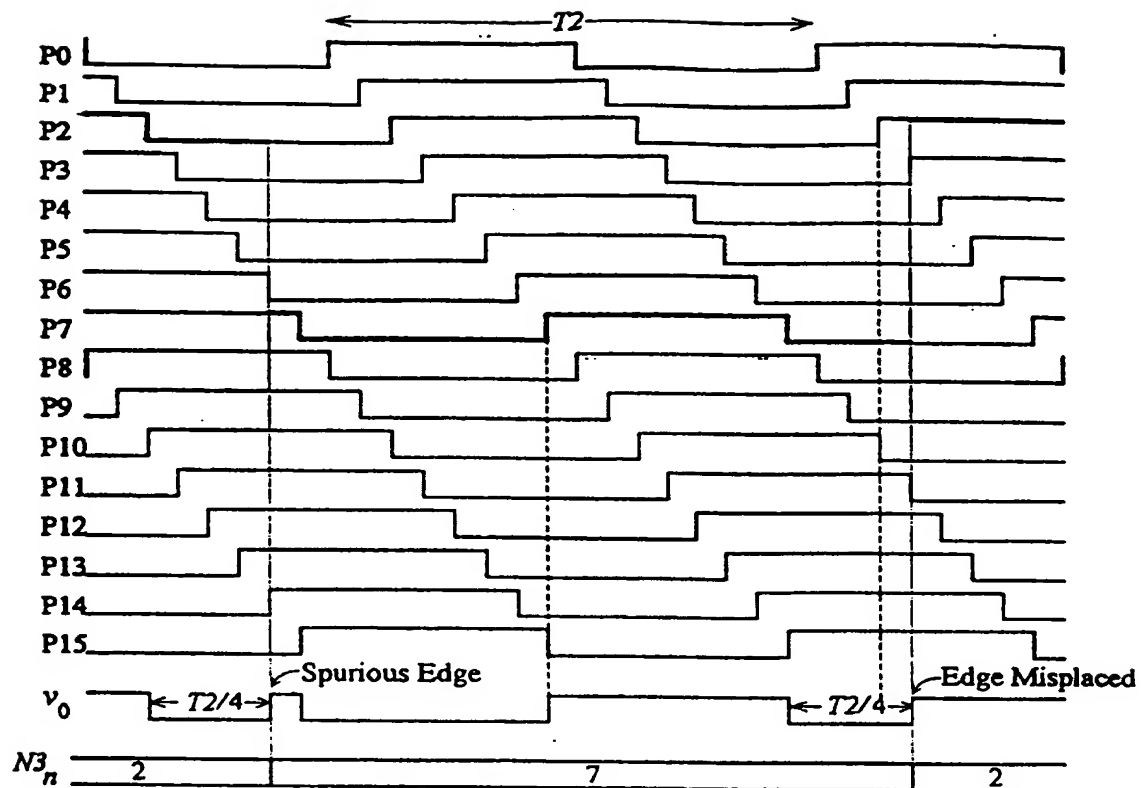 T2
P0
P1
P2
P3
P4
P5
P6
P7
P8
P9
P10
P11
P12
P13
P14
P15
Spurious Edge
Edge Misplaced
v0
T2/4
T2/4
N3n
2
7
2